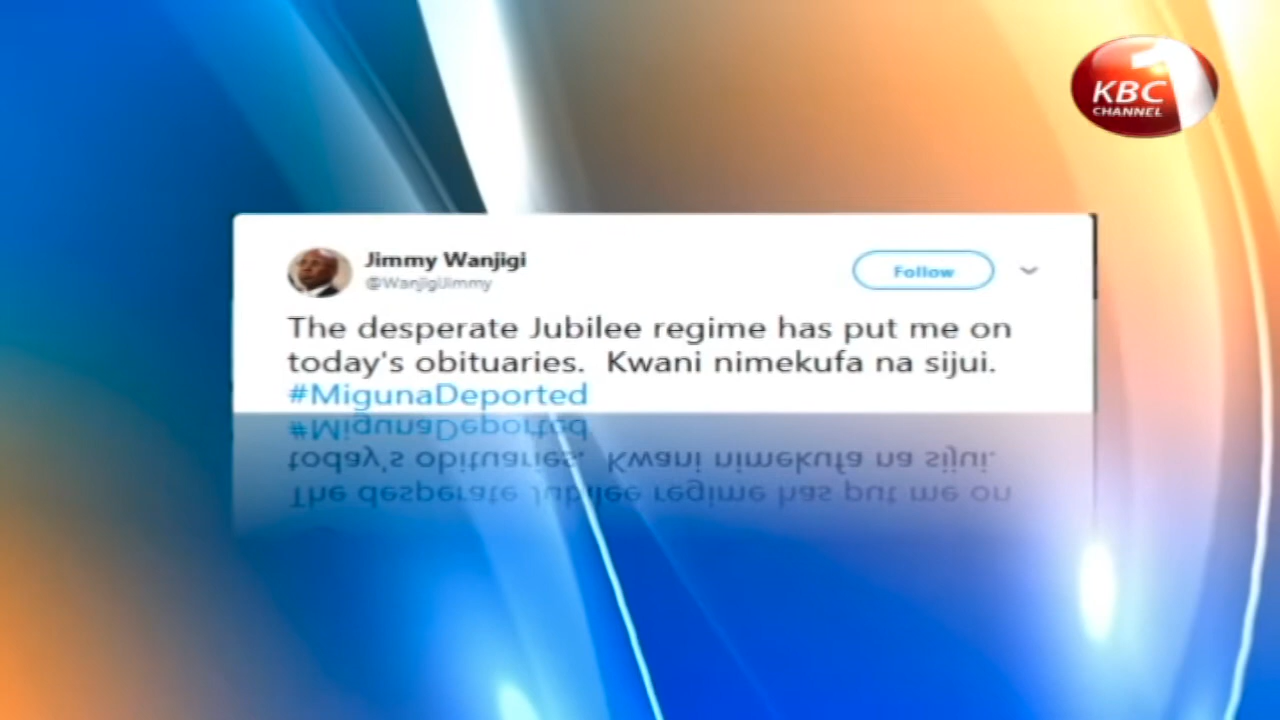 KBC 1
CHANNEL
Jimmy Wanjigi
@WanjigiJimmy
Follow
The desperate Jubilee regime has put me on
today's obituaries.  Kwani nimekufa na sijui.
#MigunaDeported